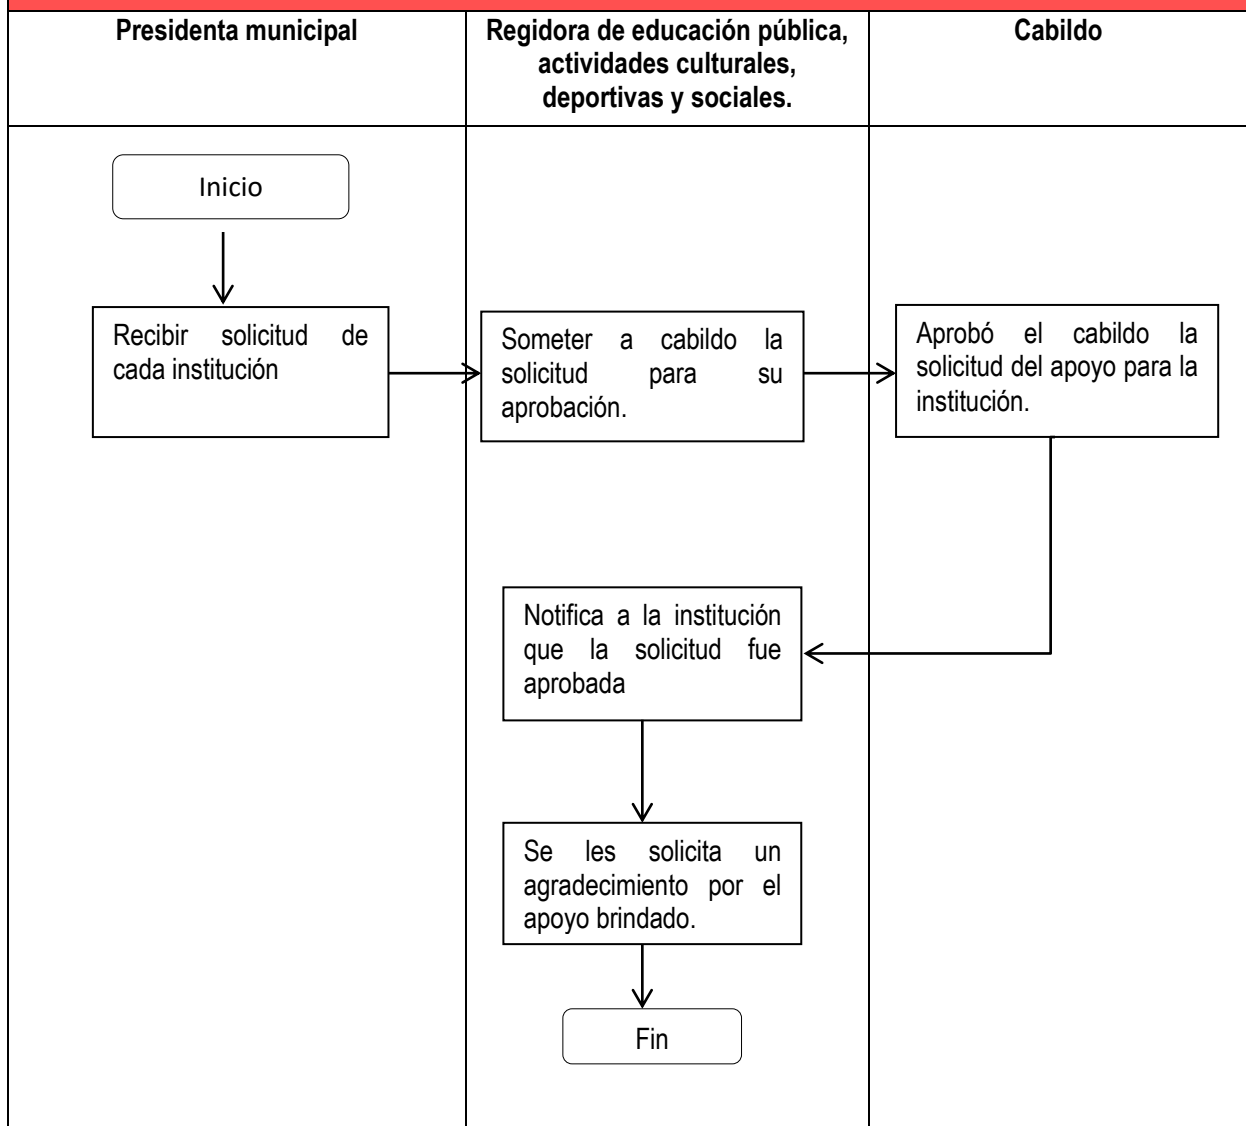 Presidenta municipal
Regidora de educación pública,
actividades culturales,
deportivas y sociales.
Cabildo
Inicio
Recibir solicitud de
cada institución
Someter a cabildo la
solicitud para su
aprobación.
Aprobó el cabildo la
solicitud del apoyo para la
institución.
Notifica a la institución
que la solicitud fue
aprobada
Se les solicita un
agradecimiento por el
apoyo brindado.
Fin